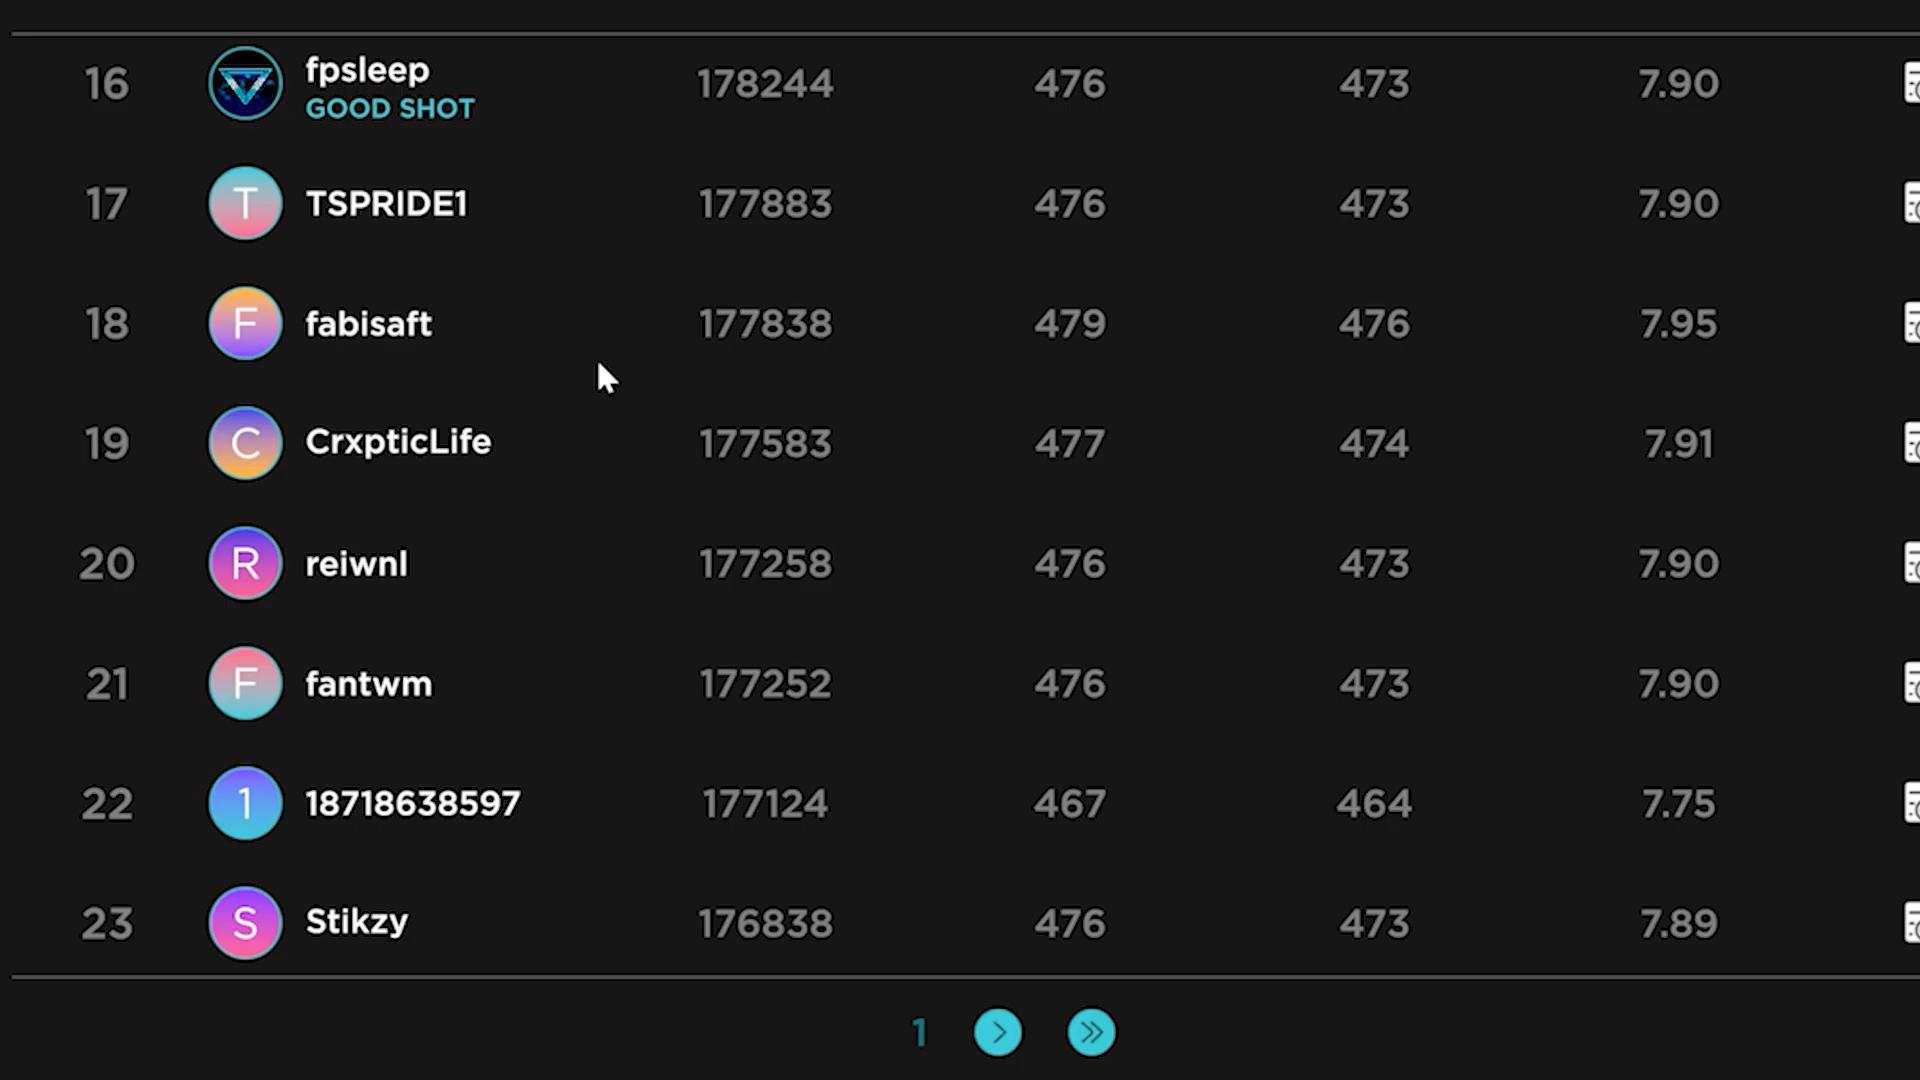 16 fpsleep 178244 476 473 7.90
GOOD SHOT
17 T TSPRIDE1 177883 476 473 7.90
18 F fabisaft 177838 479 476 7.95
19 C CrxpticLife 177583 477 474 7.91
20 R reiwnl 177258 476 473 7.90
21 F fantwm 177252 476 473 7.90
22 1 18718638597 177124 467 464 7.75
23 S Stikzy 176838 476 473 7.89
1